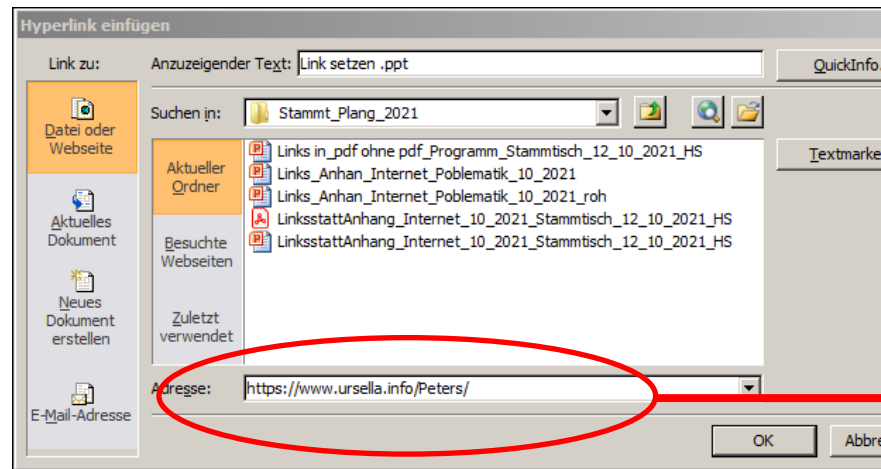 Hyperlink einfügen
Link zu:
Anzuzeigender Text: Link setzen .ppt
QuickInfo.
Suchen in: Stammt_Plang_2021
Datei oder
Webseite
Aktuelles
Dokument
Neues
Dokument
erstellen
E-Mail-Adresse
Aktueller
Ordner
Besuchte
Webseiten
Zuletzt
verwendet
Links in_pdf ohne pdf_Programm_Stammtisch_12_10_2021_HS
Links_Anhan_Internet_Poblematik_10_2021
Links_Anhan_Internet_Poblematik_10_2021_roh
LinksstattAnhang_Internet_10_2021_Stammtisch_12_10_2021_HS
LinksstattAnhang_Internet_10_2021_Stammtisch_12_10_2021_HS
Textmarke
Adresse: https://www.ursella.info/Peters/
OK
Abbre